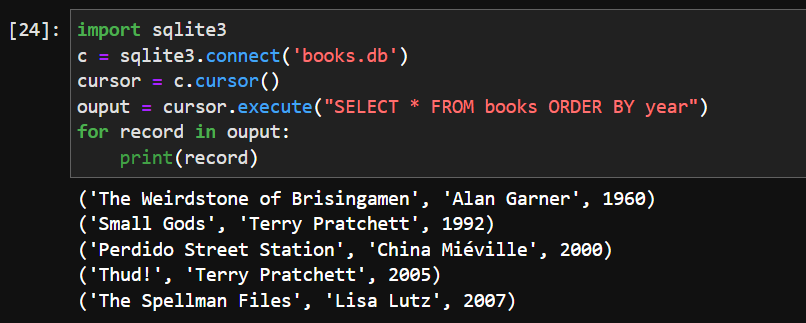 [24]: import sqlite3
c = sqlite3.connect('books.db')
cursor = c.cursor()
ouput = cursor.execute("SELECT * FROM books ORDER BY year")
for record in ouput:
    print(record)
('The Weirdstone of Brisingamen', 'Alan Garner', 1960)
('Small Gods', 'Terry Pratchett', 1992)
('Perdido Street Station', 'China Miéville', 2000)
('Thud!', 'Terry Pratchett', 2005)
('The Spellman Files', 'Lisa Lutz', 2007)